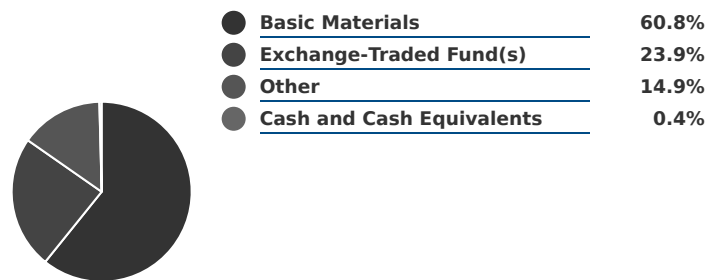 Basic Materials 60.8%
Exchange-Traded Fund(s) 23.9%
Other 14.9%
Cash and Cash Equivalents 0.4%